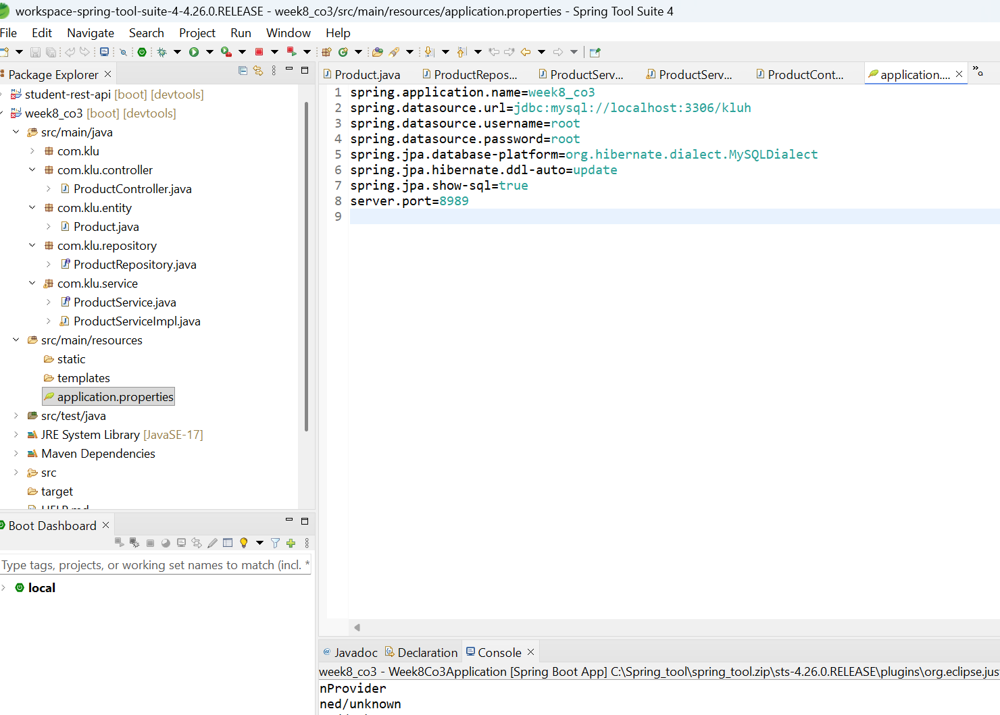 workspace-spring-tool-suite-4-4.26.0.RELEASE - week8_co3/src/main/resources/application.properties - Spring Tool Suite 4
File Edit Navigate Search Project Run Window Help
Package Explorer
student-rest-api [boot] [devtools]
week8_co3 [boot] [devtools]
src/main/java
com.klu
com.klu.controller
ProductController.java
com.klu.entity
Product.java
com.klu.repository
ProductRepository.java
com.klu.service
ProductService.java
ProductServiceImpl.java
src/main/resources
static
templates
application.properties
src/test/java
JRE System Library [JavaSE-17]
Maven Dependencies
src
target
HELP.md
Boot Dashboard
Type tags, projects, or working set names to match (incl. *
local
Product.java ProductRepos... ProductServ... ProductServ... ProductCont... application....
1 spring.application.name=week8_co3
2 spring.datasource.url=jdbc:mysql://localhost:3306/kluh
3 spring.datasource.username=root
4 spring.datasource.password=root
5 spring.jpa.database-platform=org.hibernate.dialect.MySQLDialect
6 spring.jpa.hibernate.ddl-auto=update
7 spring.jpa.show-sql=true
8 server.port=8989
9
@ Javadoc Declaration Console
week8_co3 - Week8Co3Application [Spring Boot App] C:\Spring_tool\spring_tool.zip\sts-4.26.0.RELEASE\plugins\org.eclipse.jus
nProvider
ned/unknown